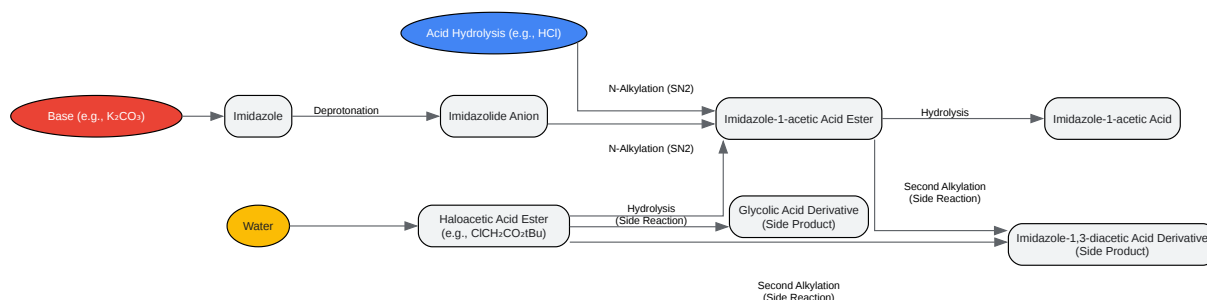 Acid Hydrolysis (e.g., HCl)
N-Alkylation (SN2)
Base (e.g., K₂CO₃)
Imidazole
Deprotonation
Imidazolide Anion
Imidazole-1-acetic Acid Ester
Hydrolysis
Imidazole-1-acetic Acid
N-Alkylation (SN2)
Second Alkylation
(Side Reaction)
Water
Haloacetic Acid Ester
(e.g., ClCH₂CO₂tBu)
Hydrolysis
(Side Reaction)
Glycolic Acid Derivative
(Side Product)
Imidazole-1,3-diacetic Acid Derivative
(Side Product)
Second Alkylation
(Side Reaction)